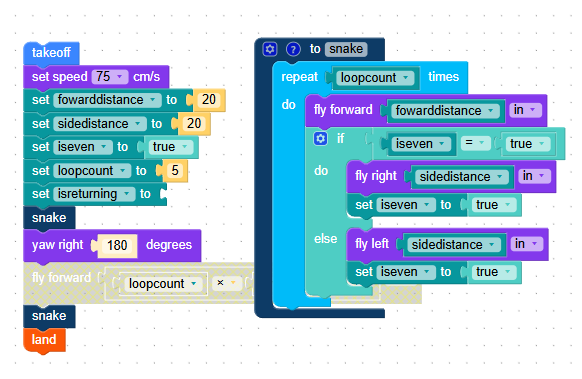 takeoff
set speed 75 cm/s
set fowarddistance to 20
set sidedistance to 20
set iseven to true
set loopcount to 5
set isreturning to
snake
yaw right 180 degrees
fly forward loopcount ×
snake
land
? to snake
repeat loopcount times
do fly forward fowarddistance in
if iseven = true
do fly right sidedistance in
set iseven to true
else fly left sidedistance in
set iseven to true